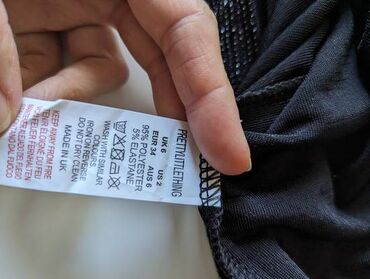 PRETTYLITTLETHING
UK 6 US 2
EUR 34 AUS 6
95% POLYESTER
5% ELASTANE
IRON ON REVERSE
WASH WITH SIMILAR
COLOURS
DO NOT DRY CLEAN
MADE IN UK
KEEP AWAY FROM FIRE